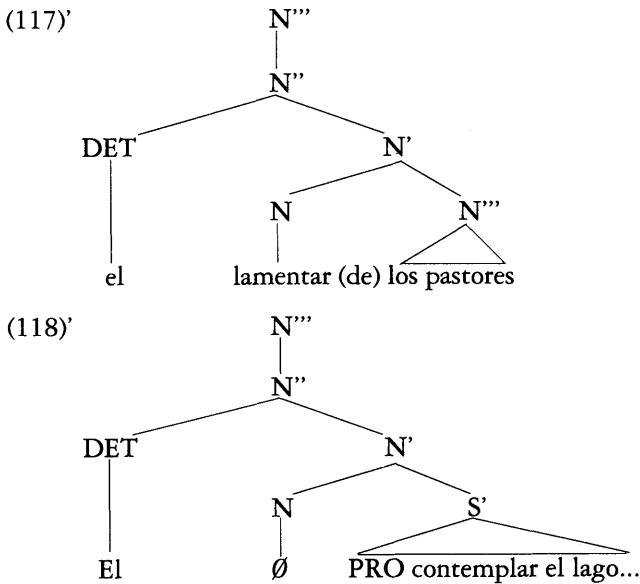 (117)’ N’’’
N’’
DET N’
N N’’’
el lamentar (de) los pastores
(118)’ N’’’
N’’
DET N’
N S’
El Ø PRO contemplar el lago...